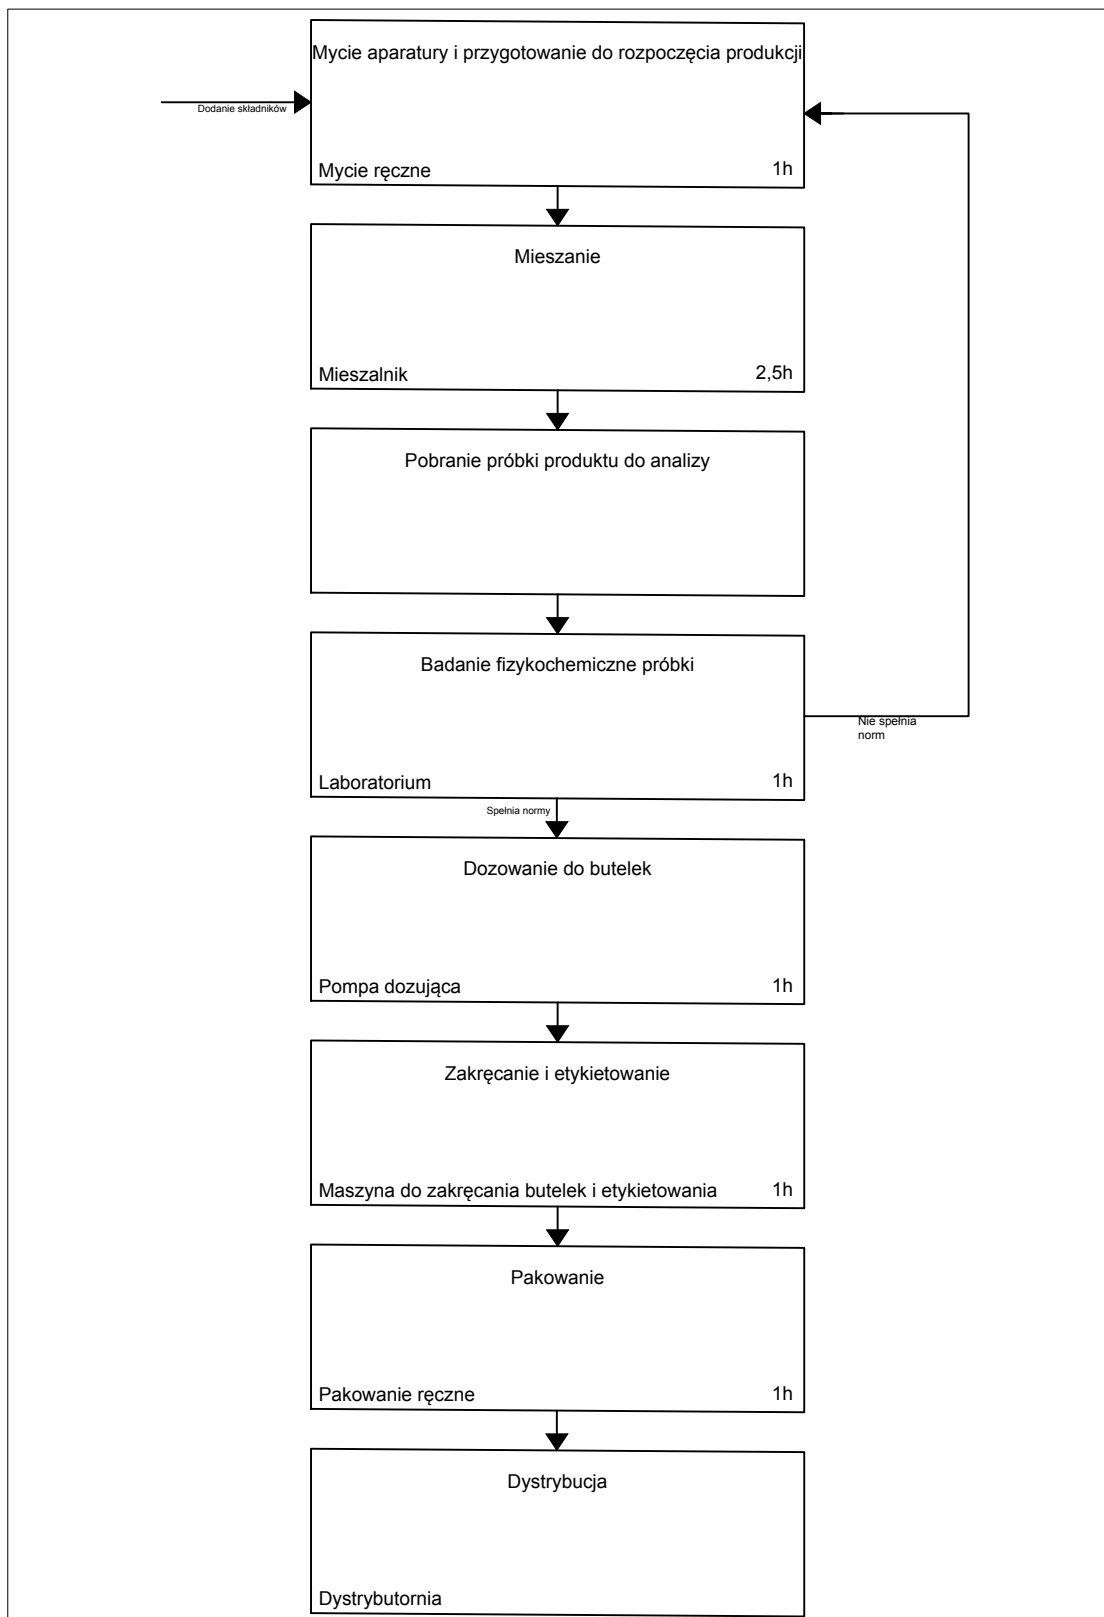 Mycie aparatury i przygotowanie do rozpoczęcia produkcji
Dodanie składników
Mycie ręczne
1h
Mieszanie
Mieszalnik
2,5h
Pobranie próbki produktu do analizy
Badanie fizykochemiczne próbki
Nie spełnia
norm
Laboratorium
1h
Spełnia normy
Dozowanie do butelek
Pompa dozująca
1h
Zakręcanie i etykietowanie
Maszyna do zakręcania butelek i etykietowania
1h
Pakowanie
Pakowanie ręczne
1h
Dystrybucja
Dystrybutornia